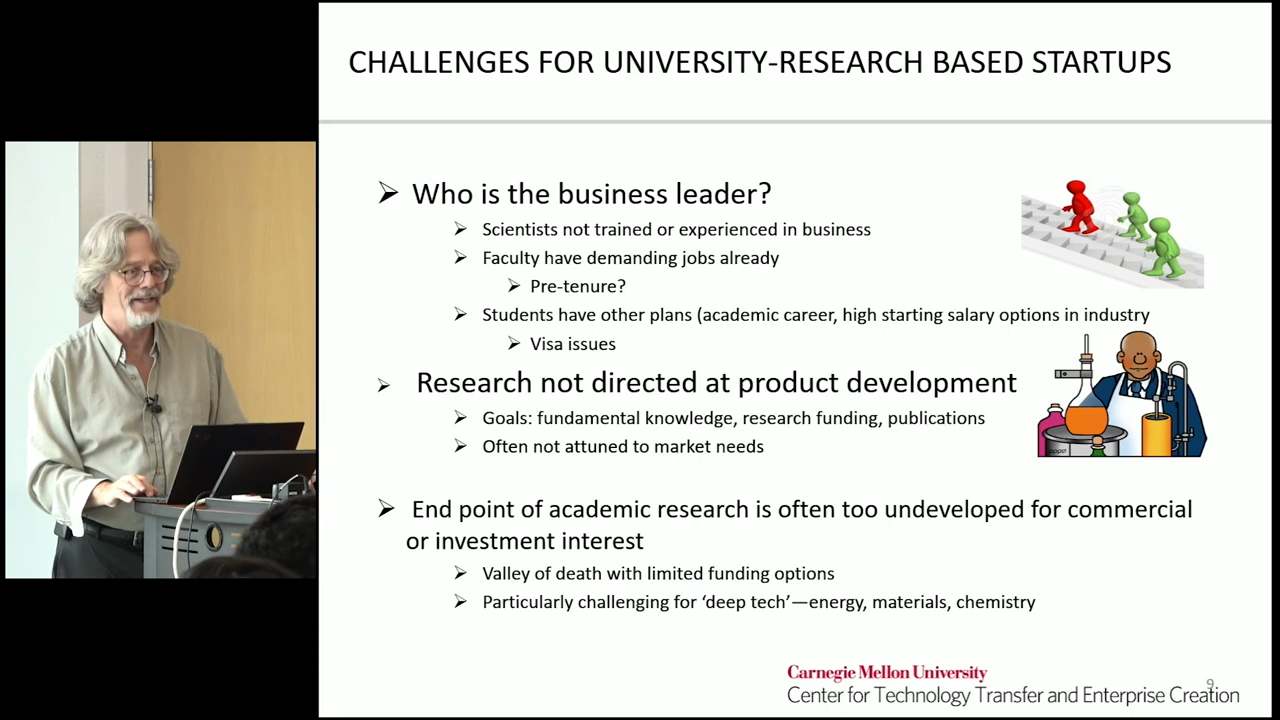 CHALLENGES FOR UNIVERSITY-RESEARCH BASED STARTUPS
➢ Who is the business leader?
➢ Scientists not trained or experienced in business
➢ Faculty have demanding jobs already
➢ Pre-tenure?
➢ Students have other plans (academic career, high starting salary options in industry
➢ Visa issues
➢ Research not directed at product development
➢ Goals: fundamental knowledge, research funding, publications
➢ Often not attuned to market needs
➢ End point of academic research is often too undeveloped for commercial
or investment interest
➢ Valley of death with limited funding options
➢ Particularly challenging for ‘deep tech’—energy, materials, chemistry
Carnegie Mellon University
Center for Technology Transfer and Enterprise Creation
9